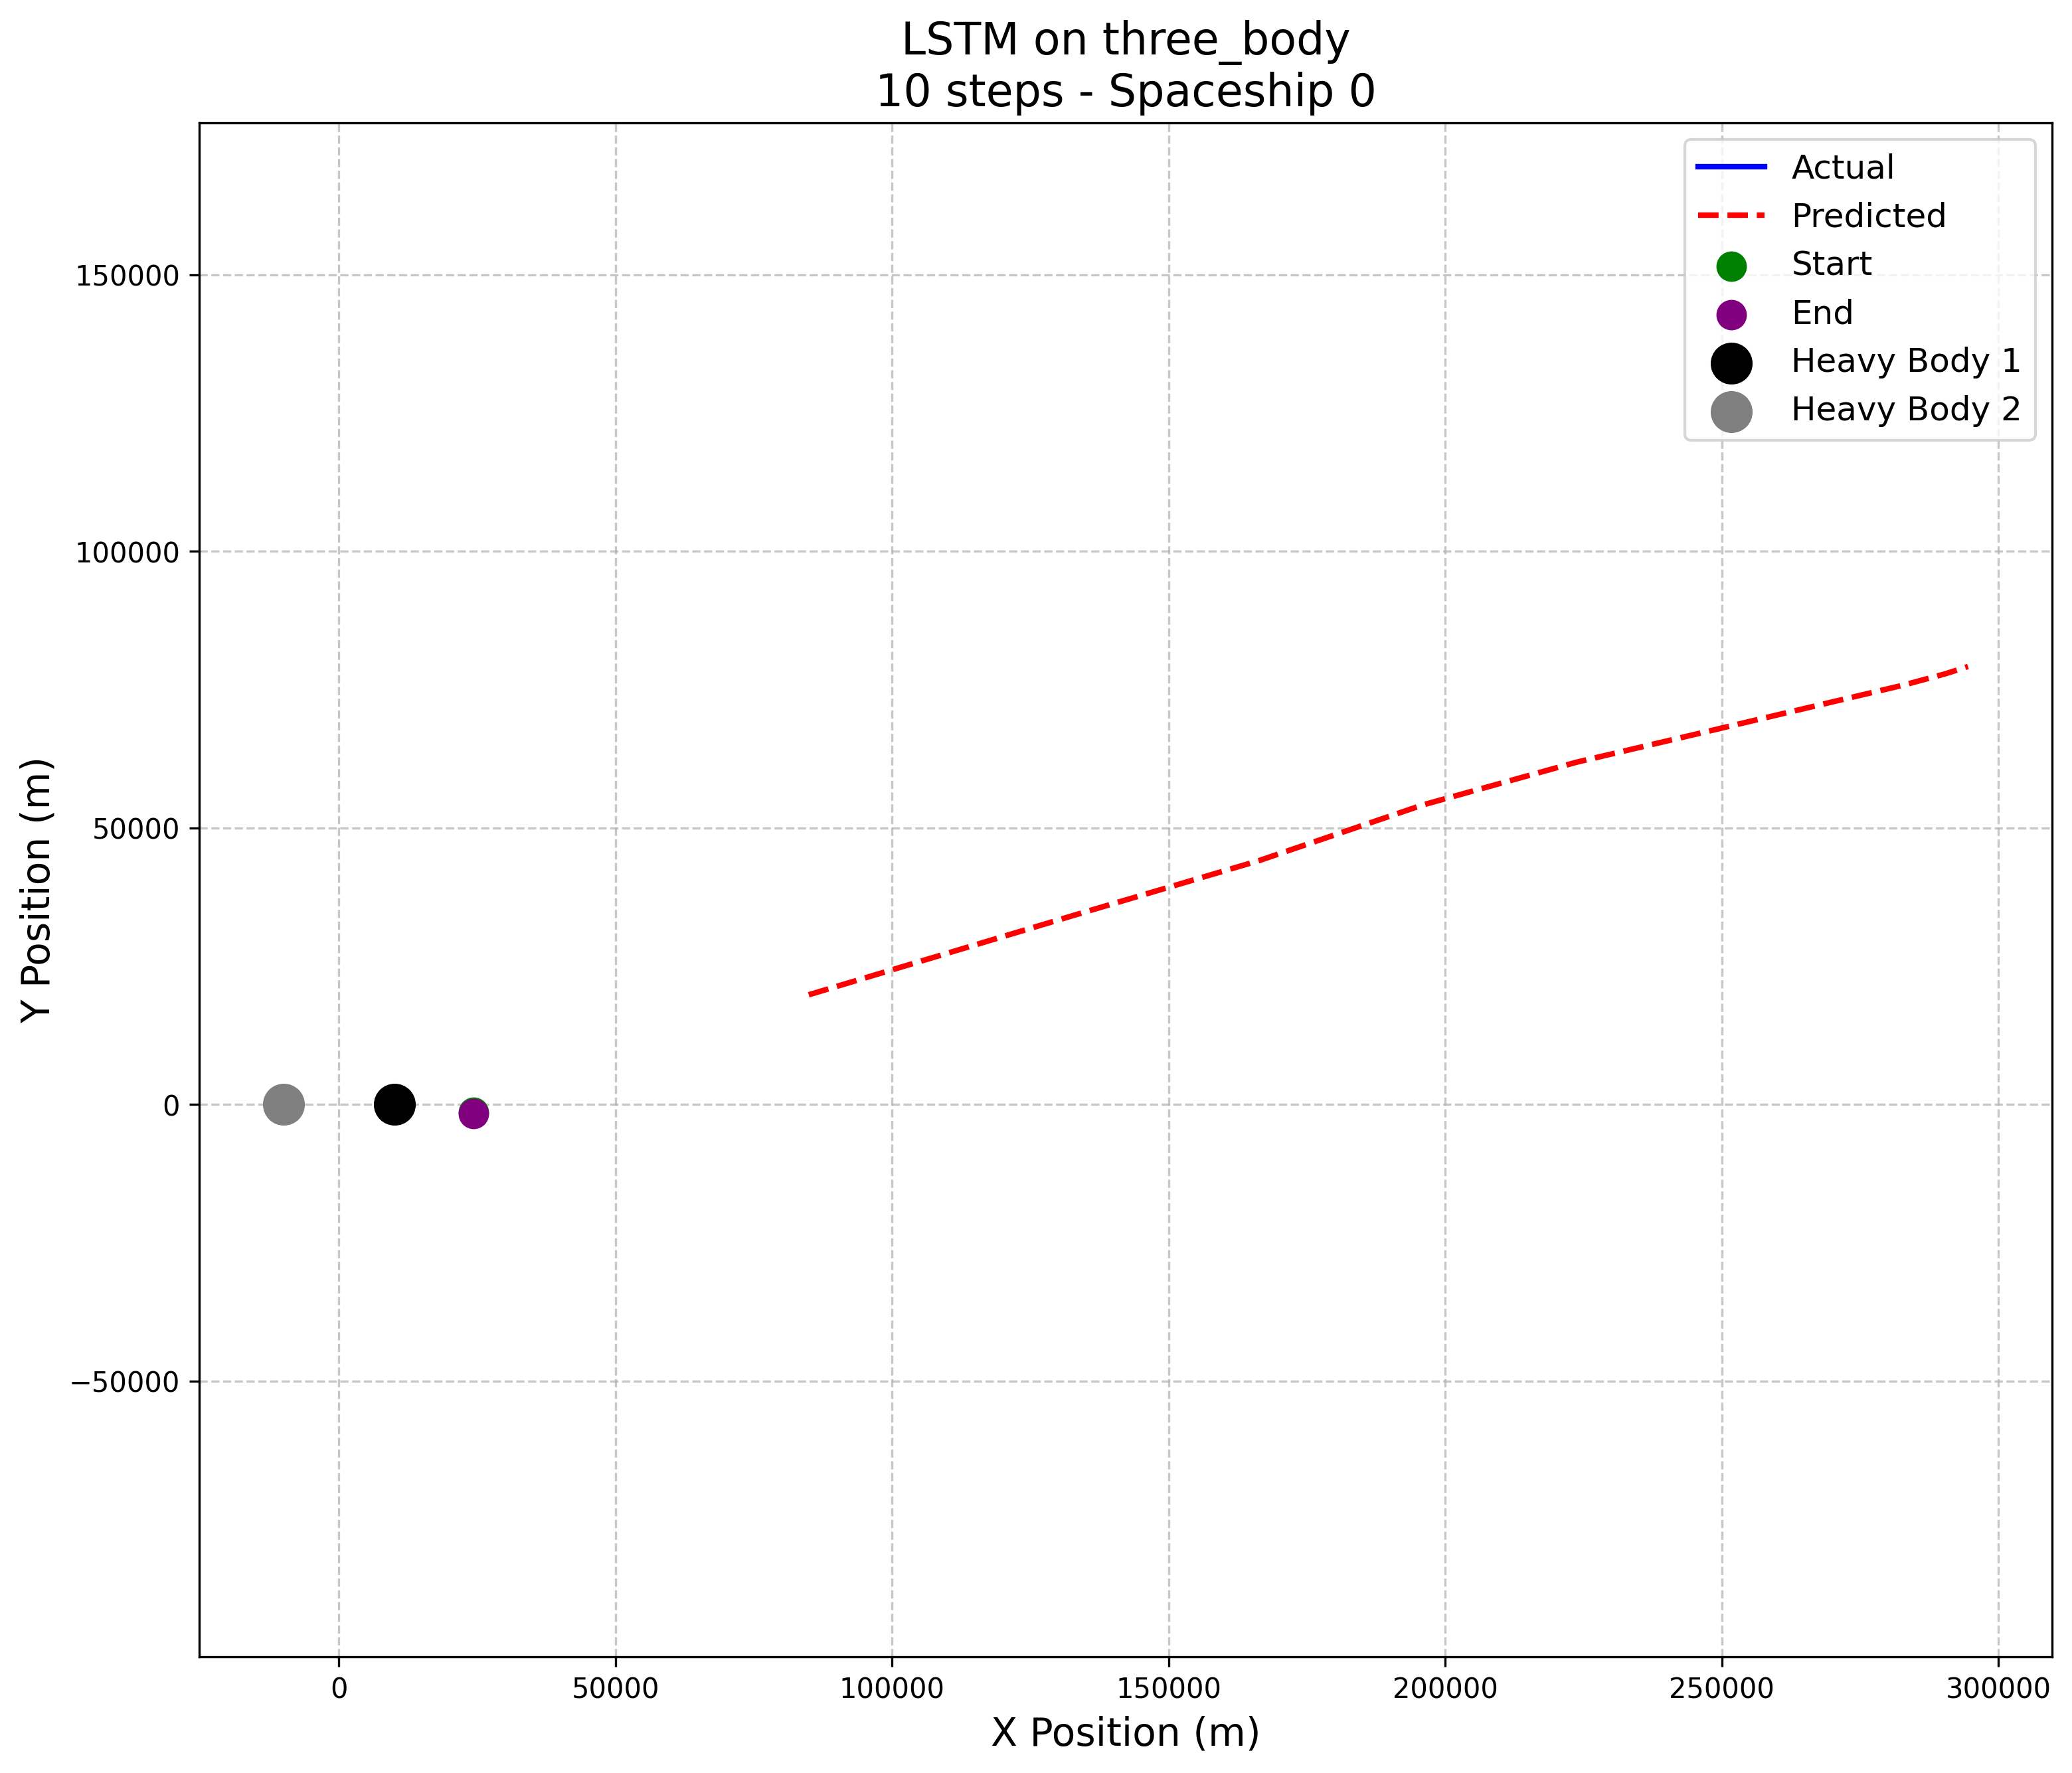 LSTM on three_body
10 steps - Spaceship 0
Actual
Predicted
Start
End
Heavy Body 1
Heavy Body 2
Y Position (m)
150000
100000
50000
0
−50000
0
50000
100000
150000
200000
250000
300000
X Position (m)